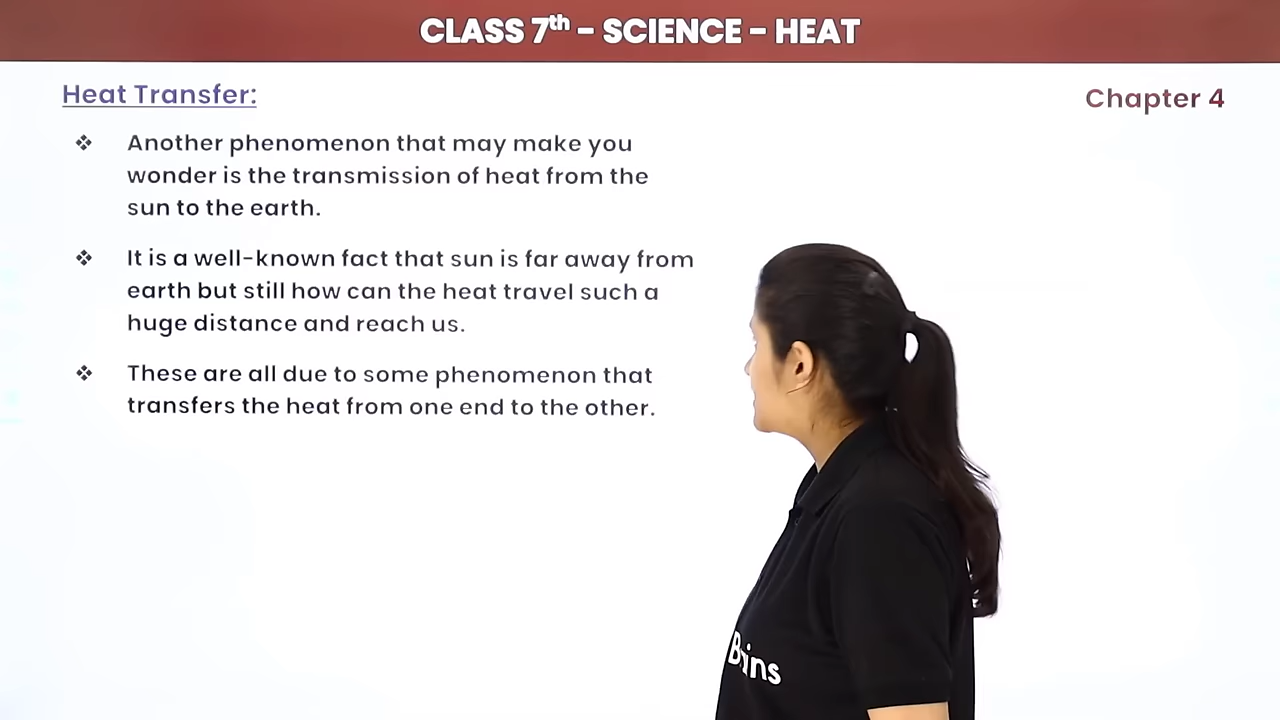 CLASS 7th - SCIENCE - HEAT
Heat Transfer:
Chapter 4
❖ Another phenomenon that may make you
wonder is the transmission of heat from the
sun to the earth.
❖ It is a well-known fact that sun is far away from
earth but still how can the heat travel such a
huge distance and reach us.
❖ These are all due to some phenomenon that
transfers the heat from one end to the other.
Brains